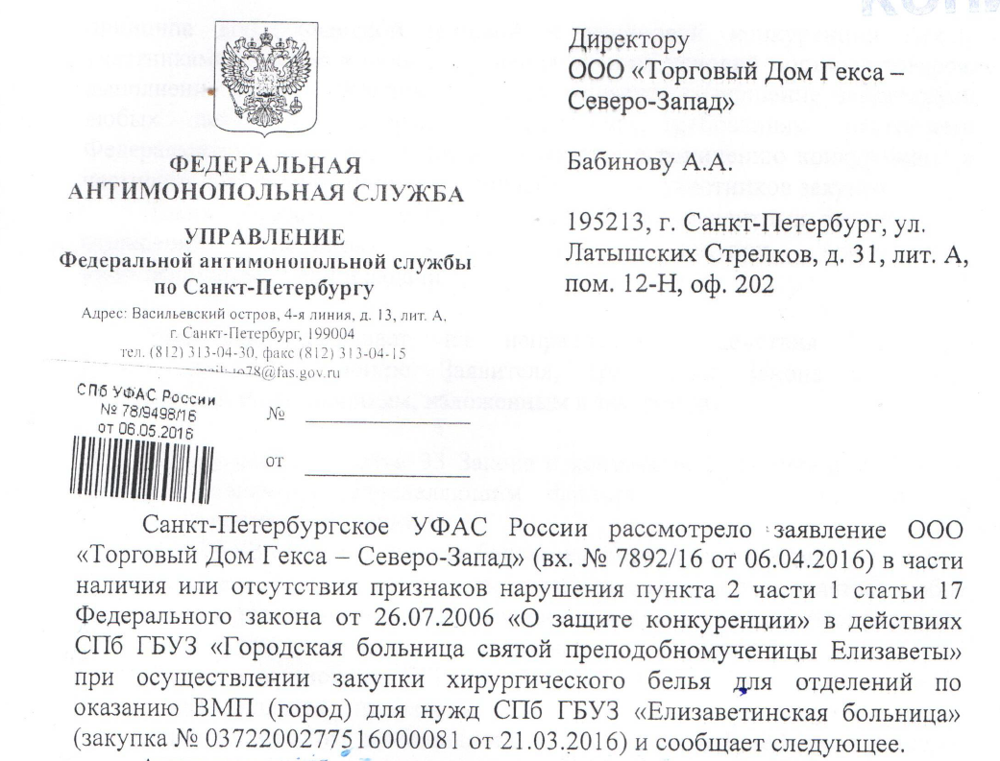 ФЕДЕРАЛЬНАЯ
АНТИМОНОПОЛЬНАЯ СЛУЖБА
УПРАВЛЕНИЕ
Федеральной антимонопольной службы
по Санкт-Петербургу
Адрес: Васильевский остров, 4-я линия, д. 13, лит. А,
г. Санкт-Петербург, 199004
тел. (812) 313-04-30, факс (812) 313-04-15
to78@fas.gov.ru
СПб УФАС России
№ 78/9498/16
от 06.05.2016
№
от
Директору
ООО «Торговый Дом Гекса –
Северо-Запад»
Бабинову А.А.
195213, г. Санкт-Петербург, ул.
Латышских Стрелков, д. 31, лит. А,
пом. 12-Н, оф. 202
Санкт-Петербургское УФАС России рассмотрело заявление ООО
«Торговый Дом Гекса – Северо-Запад» (вх. № 7892/16 от 06.04.2016) в части
наличия или отсутствия признаков нарушения пункта 2 части 1 статьи 17
Федерального закона от 26.07.2006 «О защите конкуренции» в действиях
СПб ГБУЗ «Городская больница святой преподобномученицы Елизаветы»
при осуществлении закупки хирургического белья для отделений по
оказанию ВМП (город) для нужд СПб ГБУЗ «Елизаветинская больница»
(закупка № 0372200277516000081 от 21.03.2016) и сообщает следующее.